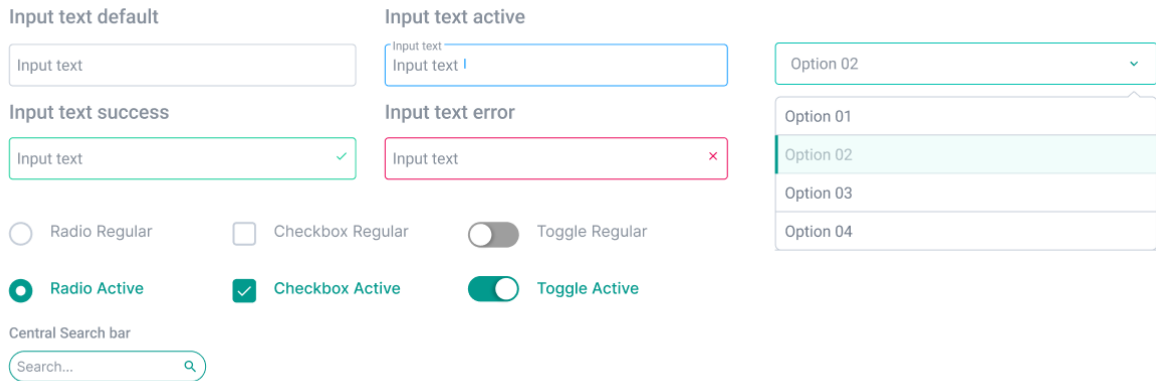 Input text default
Input text
Input text active
Input text
Input text
Option 02
Input text success
Input text
Input text error
Input text
Option 01
Option 02
Option 03
Option 04
Radio Regular
Checkbox Regular
Toggle Regular
Radio Active
Checkbox Active
Toggle Active
Central Search bar
Search...